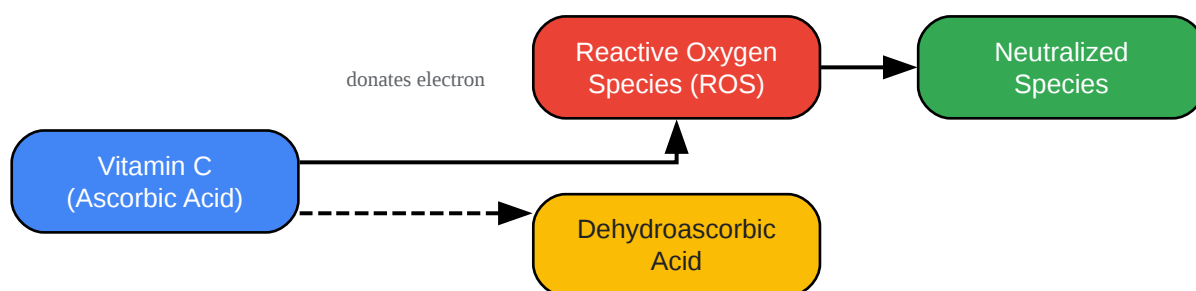 Reactive Oxygen
Species (ROS)
Neutralized
Species
donates electron
Vitamin C
(Ascorbic Acid)
Dehydroascorbic
Acid